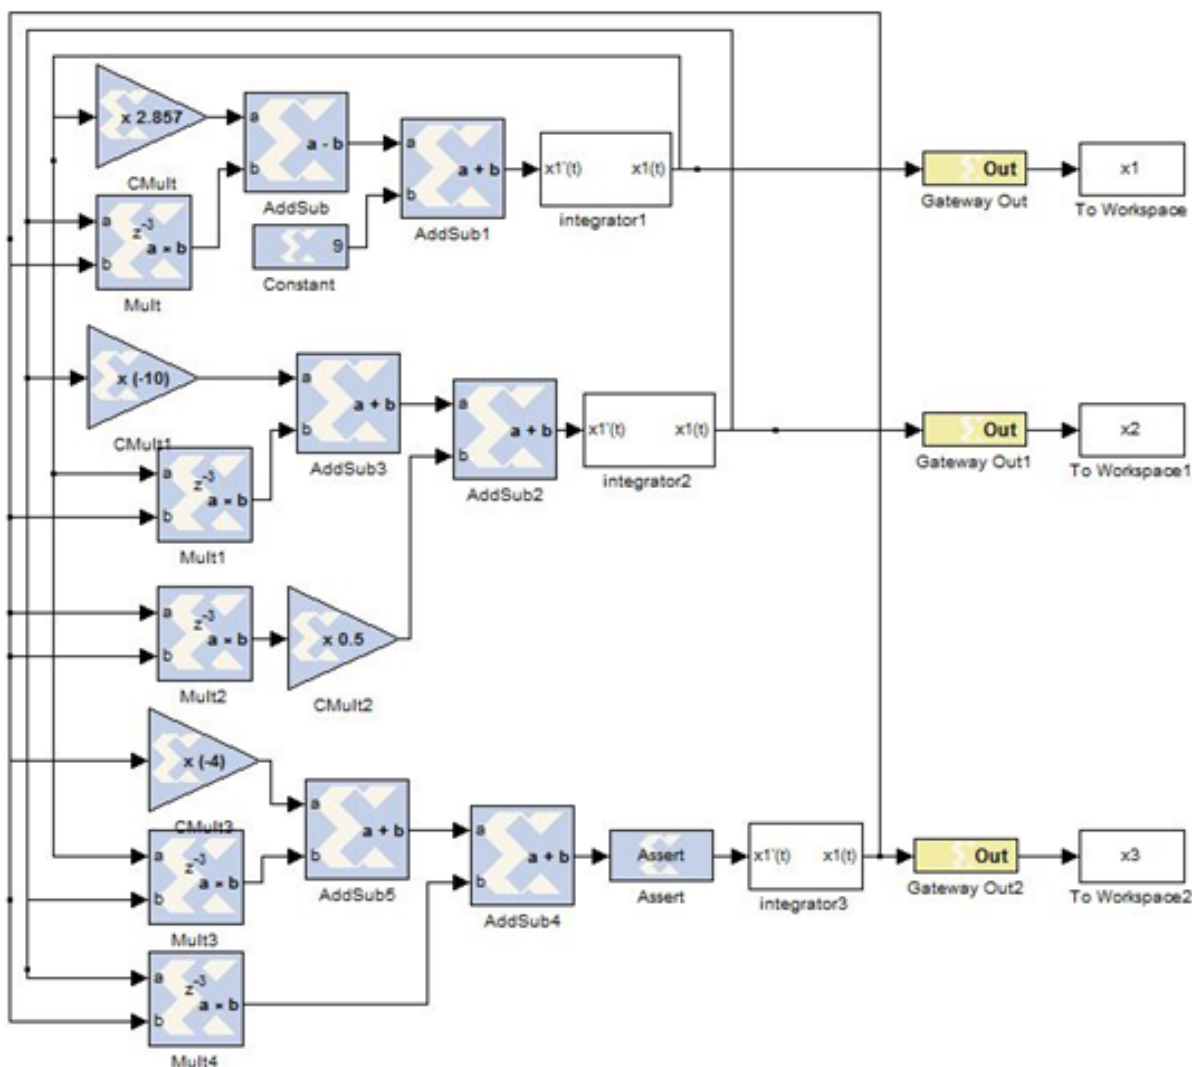 x 2.857
CMult
a
b
a - b
AddSub
a
b
a + b
AddSub1
x1'(t)
x1(t)
integrator1
Out
Gateway Out
x1
To Workspace
a
b
z-3
a × b
Mult
9
Constant
x (-10)
CMult1
a
b
a + b
AddSub3
a
b
a + b
AddSub2
x1'(t)
x1(t)
integrator2
Out
Gateway Out1
x2
To Workspace1
a
b
z-3
a × b
Mult1
a
b
z-3
a × b
Mult2
x 0.5
CMult2
x (-4)
CMult3
a
b
a + b
AddSub5
a
b
a + b
AddSub4
Assert
Assert
x1'(t)
x1(t)
integrator3
Out
Gateway Out2
x3
To Workspace2
a
b
z-3
a × b
Mult3
a
b
z-3
a × b
Mult4